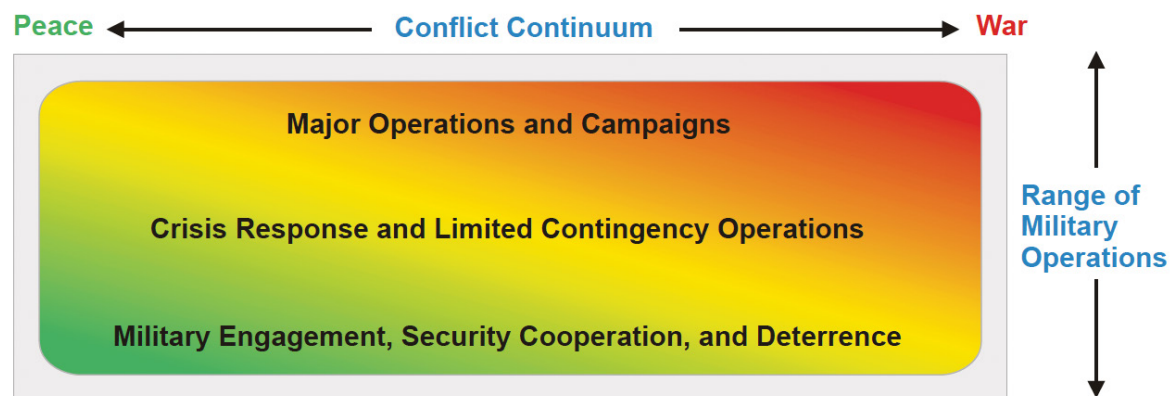 Peace
Conflict Continuum
War
Major Operations and Campaigns
Crisis Response and Limited Contingency Operations
Military Engagement, Security Cooperation, and Deterrence
Range of
Military
Operations